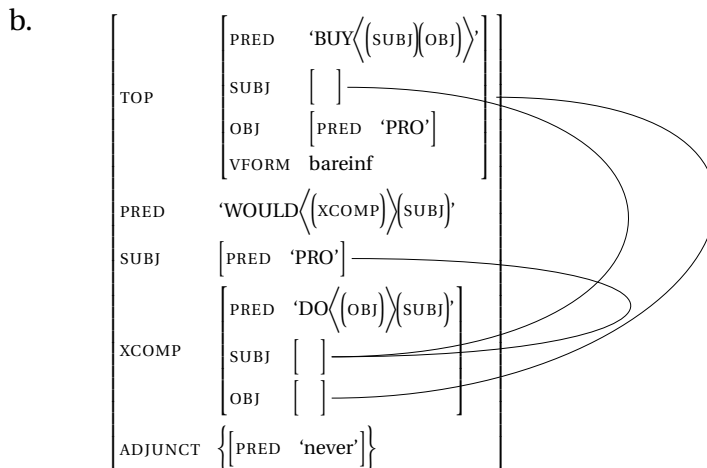 b.
PRED ‘BUY⟨(SUBJ)(OBJ)⟩’
SUBJ [ ]
TOP
OBJ [PRED ‘PRO’]
VFORM bareinf
PRED ‘WOULD⟨(XCOMP)⟩(SUBJ)’
SUBJ [PRED ‘PRO’]
PRED ‘DO⟨(OBJ)⟩(SUBJ)’
XCOMP SUBJ [ ]
OBJ [ ]
ADJUNCT {[PRED ‘never’]}